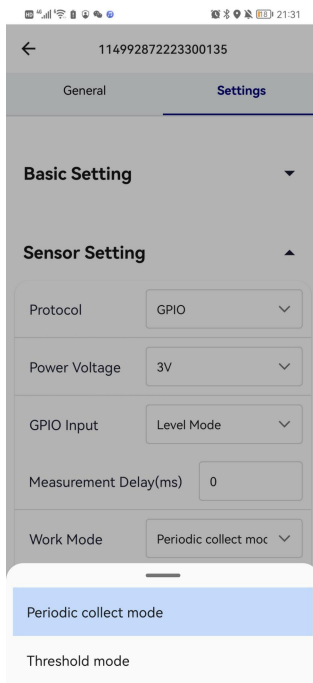 21:31
114992872223300135
General Settings
Basic Setting
Sensor Setting
Protocol GPIO
Power Voltage 3V
GPIO Input Level Mode
Measurement Delay(ms) 0
Work Mode Periodic collect moc
Periodic collect mode
Threshold mode